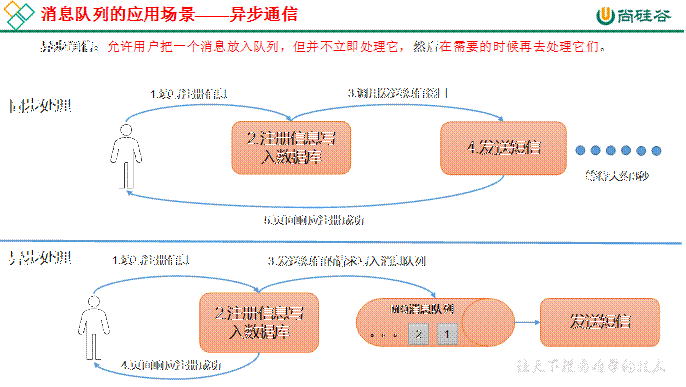 消息队列的应用场景——异步通信
尚硅谷
异步通信：允许用户把一个消息放入队列，但并不立即处理它，然后在需要的时候再去处理它们。
同步处理
1.填写注册信息
3.调用发送短信接口
2.注册信息写
入数据库
4.发送短信
等待大约3秒
5.页面响应注册成功
异步处理
1.填写注册信息
3.发送短信的请求写入消息队列
2.注册信息写
入数据库
MQ消息队列
2
1
发送短信
4.页面响应注册成功
让天下没有难学的技术